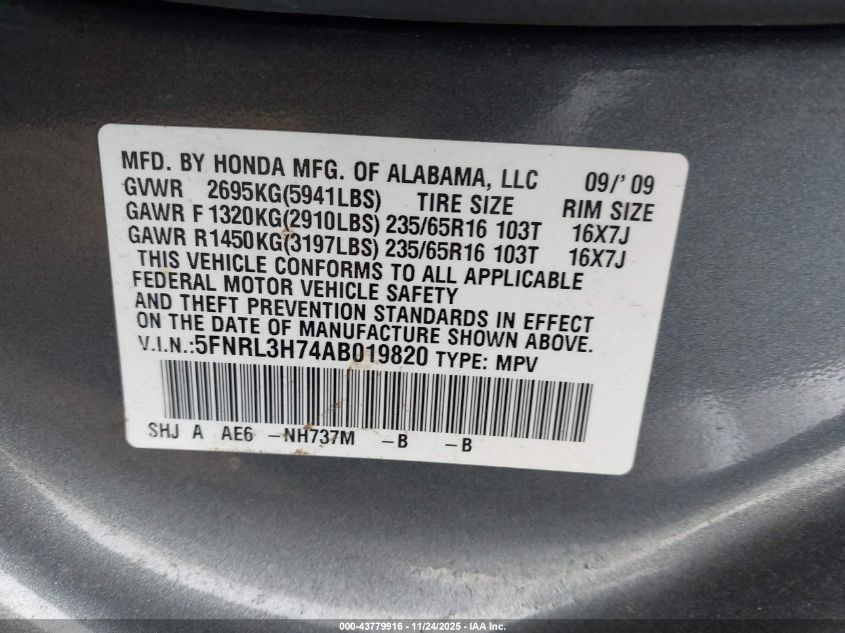 MFD. BY HONDA MFG. OF ALABAMA, LLC 09/'09
GVWR 2695KG(5941LBS) TIRE SIZE RIM SIZE
GAWR F 1320KG(2910LBS) 235/65R16 103T 16X7J
GAWR R1450KG(3197LBS) 235/65R16 103T 16X7J
THIS VEHICLE CONFORMS TO ALL APPLICABLE
FEDERAL MOTOR VEHICLE SAFETY
AND THEFT PREVENTION STANDARDS IN EFFECT
ON THE DATE OF MANUFACTURE SHOWN ABOVE.
V.I.N.:5FNRL3H74AB019820 TYPE: MPV
SHJ A AE6 -NH737M -B -B
000-43779916 - 11/24/2025 - IAA Inc.